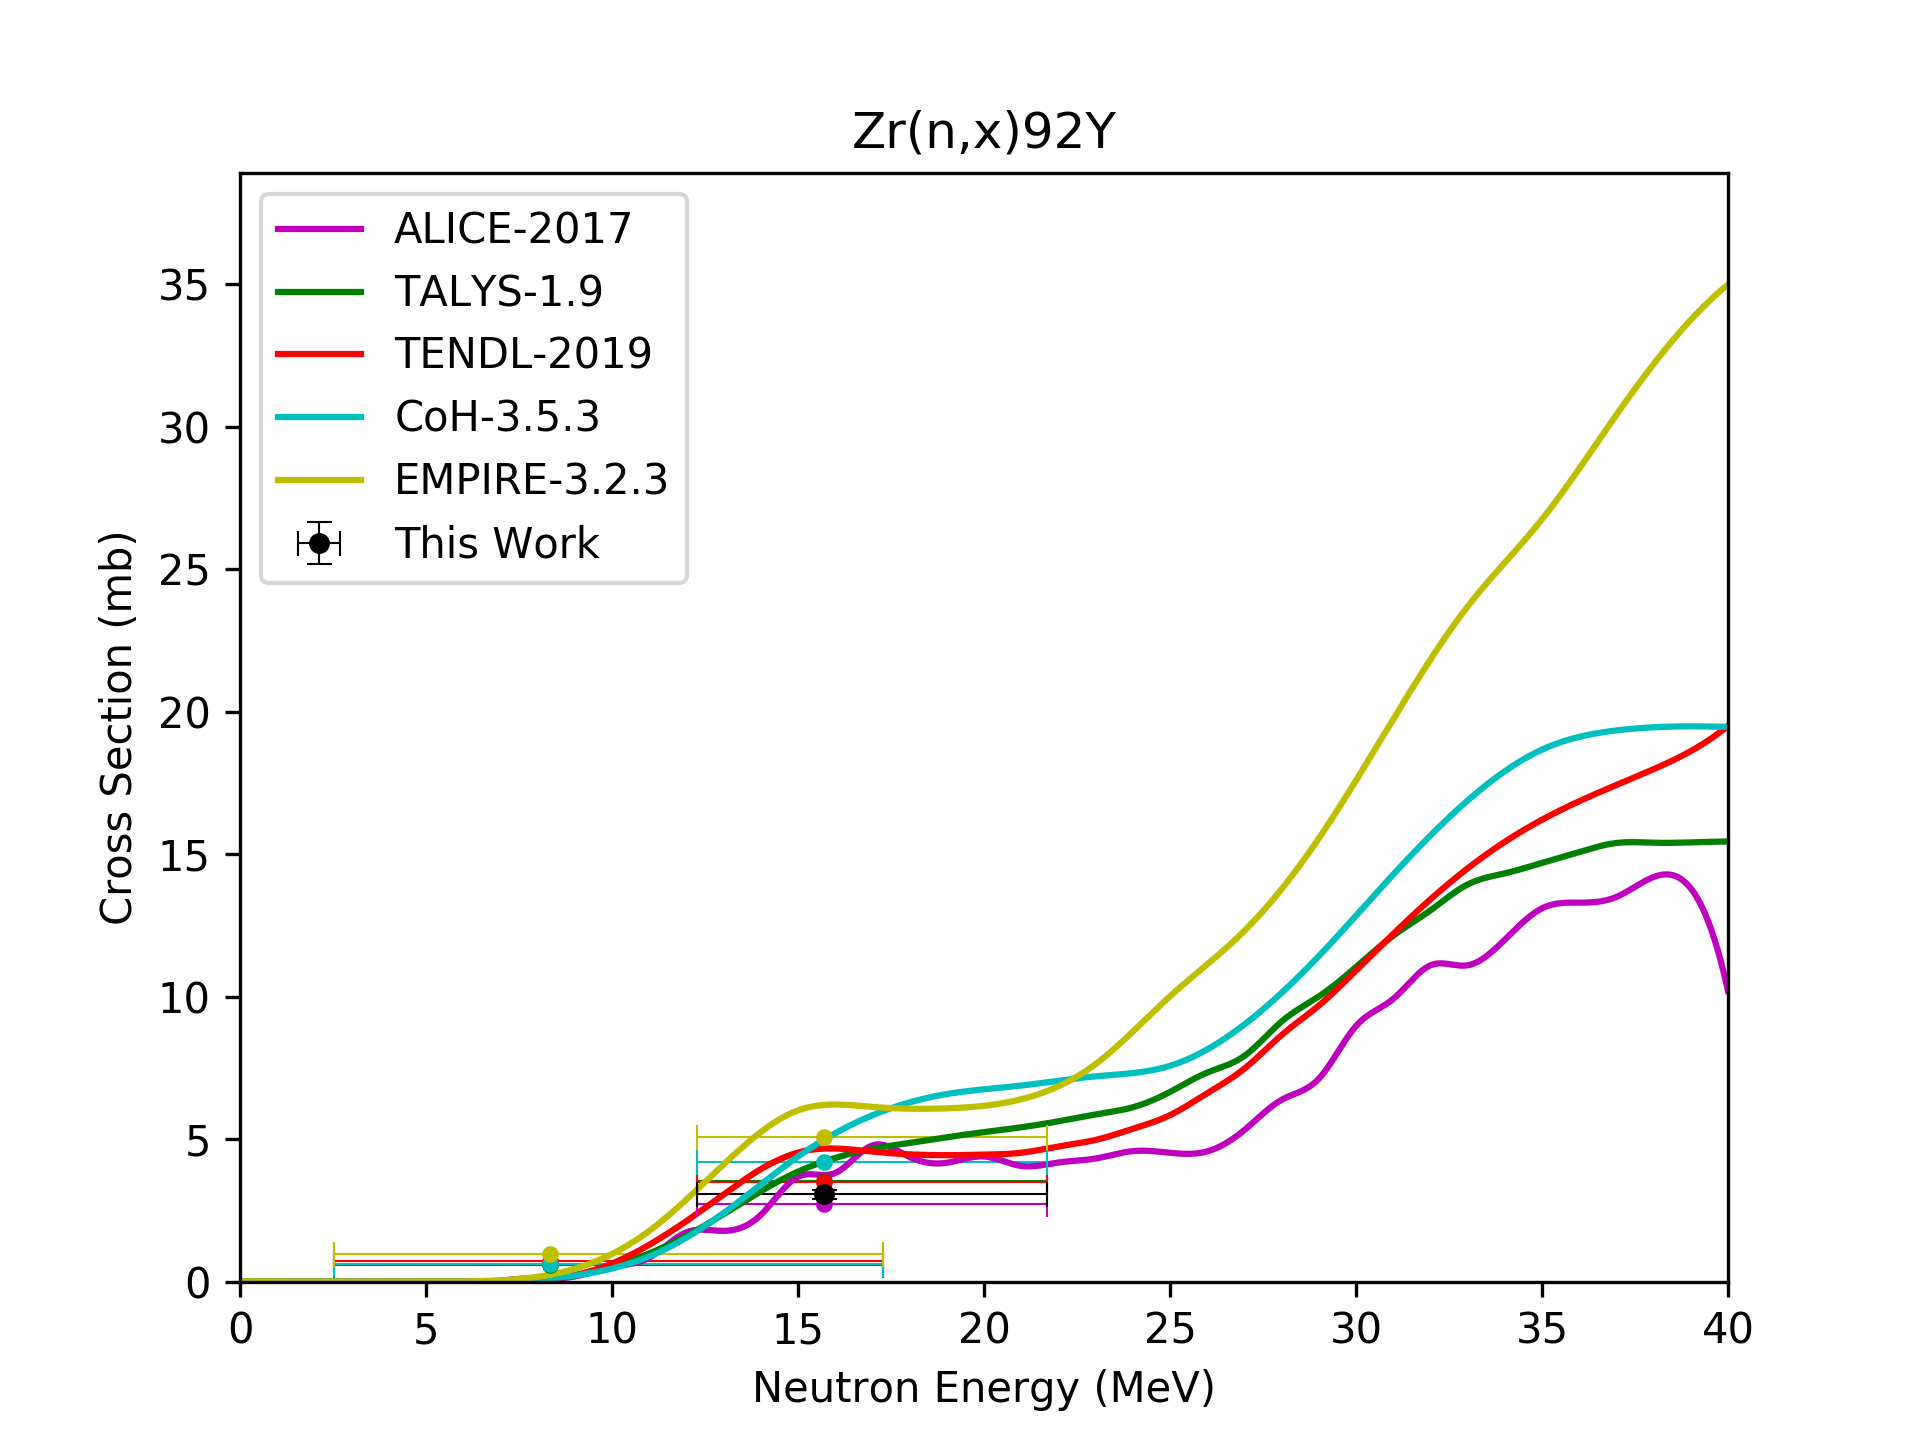 Zr(n,x)92Y
ALICE-2017
TALYS-1.9
TENDL-2019
CoH-3.5.3
EMPIRE-3.2.3
This Work
Cross Section (mb)
35
30
25
20
15
10
5
0
0 5 10 15 20 25 30 35 40
Neutron Energy (MeV)